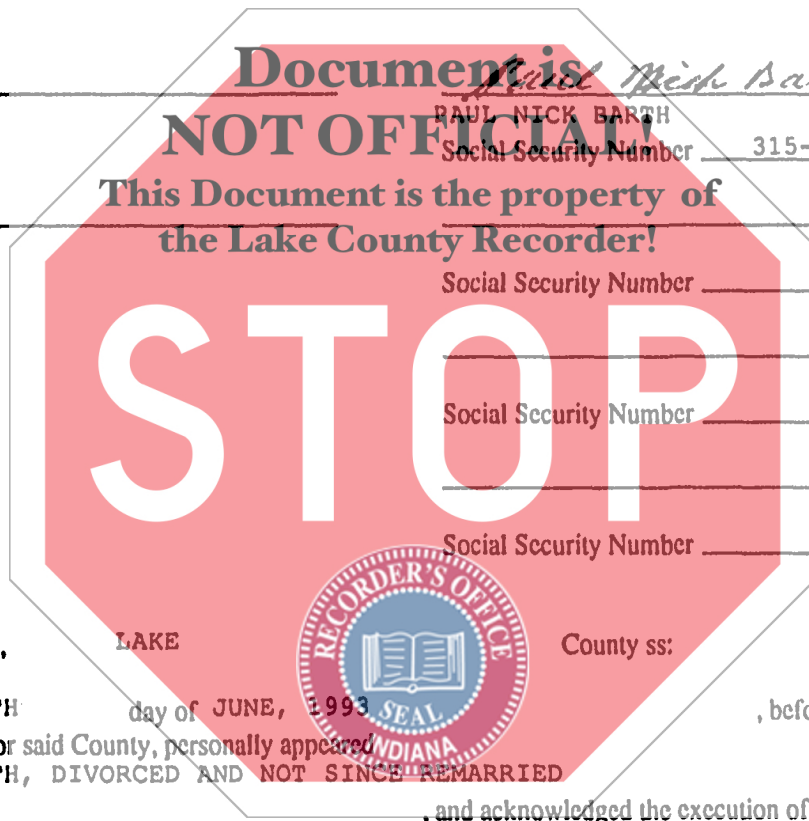 Document is
NOT OFFICIAL!
This Document is the property of
the Lake County Recorder!
STOP
Paul Nick Ba
PAUL NICK BARTH
Social Security Number 315-
Social Security Number
Social Security Number
Social Security Number
LAKE County ss:
day of JUNE, 1993 , befo
or said County, personally appeared
H, DIVORCED AND NOT SINCE REMARRIED
, and acknowledged the execution of
RECORDER'S OFFICE
SEAL
INDIANA